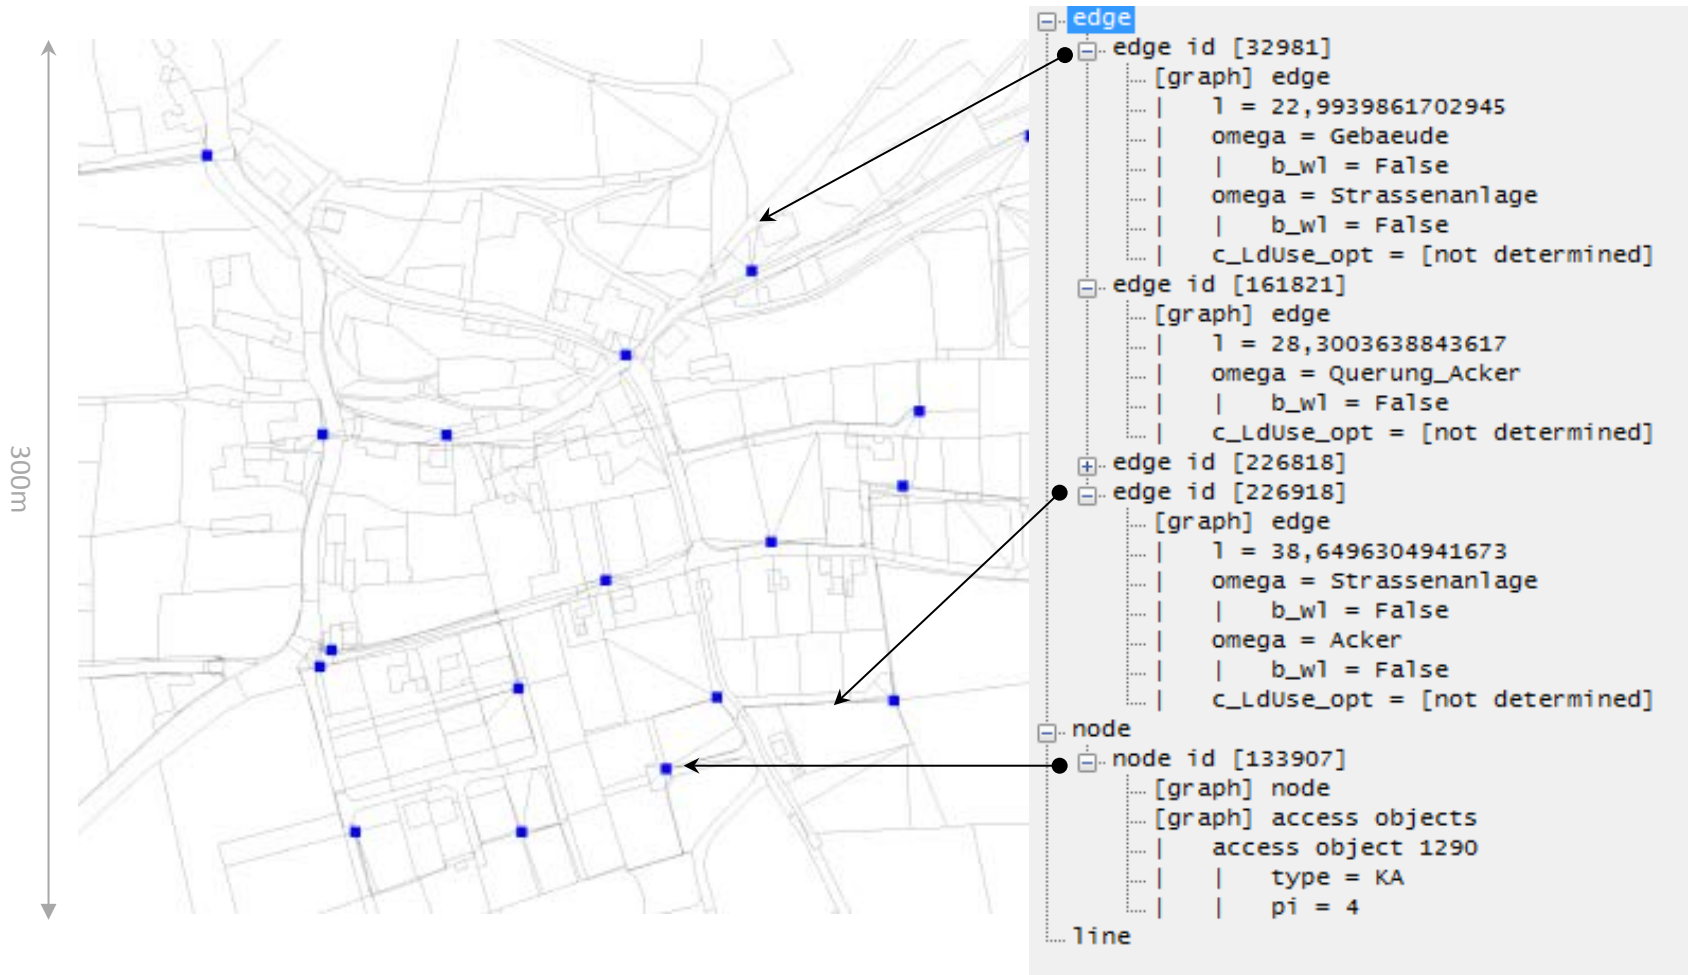 300m
edge
edge id [32981]
[graph] edge
| l = 22,9939861702945
omega = Gebaeude
| | b_wl = False
omega = Strassenanlage
| | b_wl = False
| c_LdUse_opt = [not determined]
edge id [161821]
[graph] edge
| l = 28,3003638843617
omega = Querung_Acker
| | b_wl = False
| c_LdUse_opt = [not determined]
edge id [226818]
edge id [226918]
[graph] edge
| l = 38,6496304941673
omega = Strassenanlage
| | b_wl = False
omega = Acker
| | b_wl = False
| c_LdUse_opt = [not determined]
node
node id [133907]
[graph] node
[graph] access objects
| access object 1290
| | type = KA
| | pi = 4
line